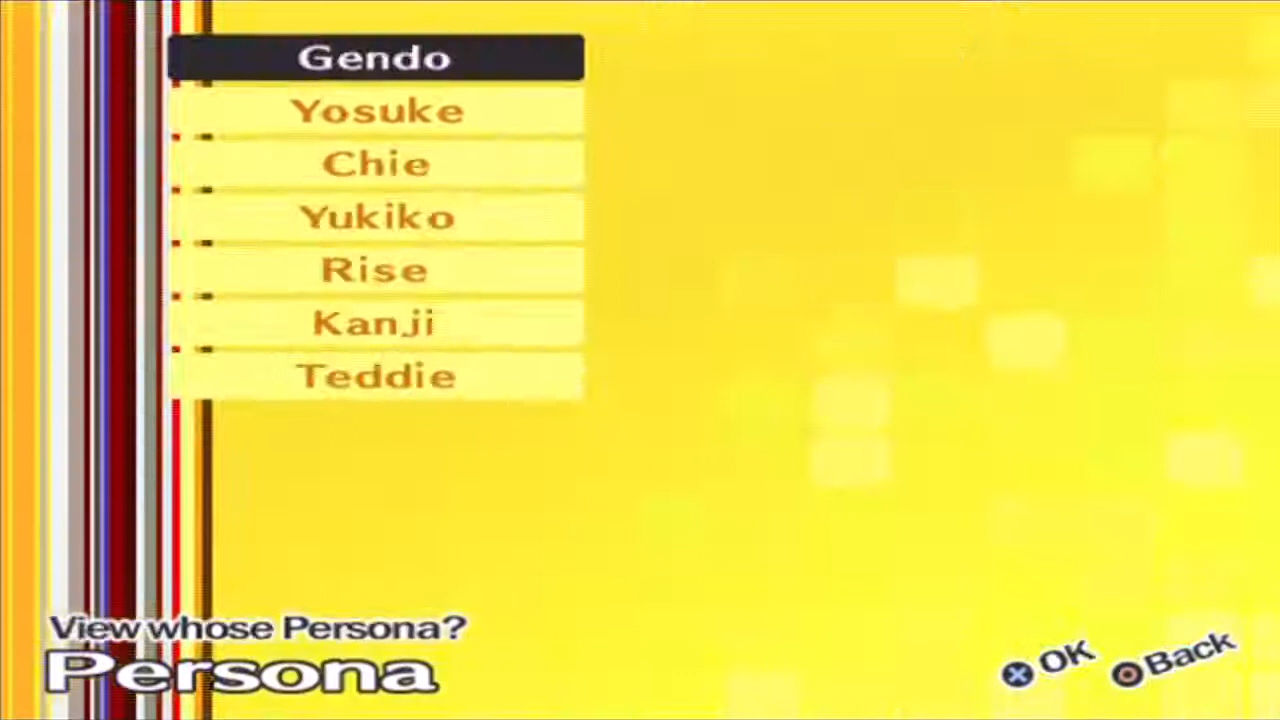 Gendo
Yosuke
Chie
Yukiko
Rise
Kanji
Teddie
View whose Persona?
Persona
OK
Back